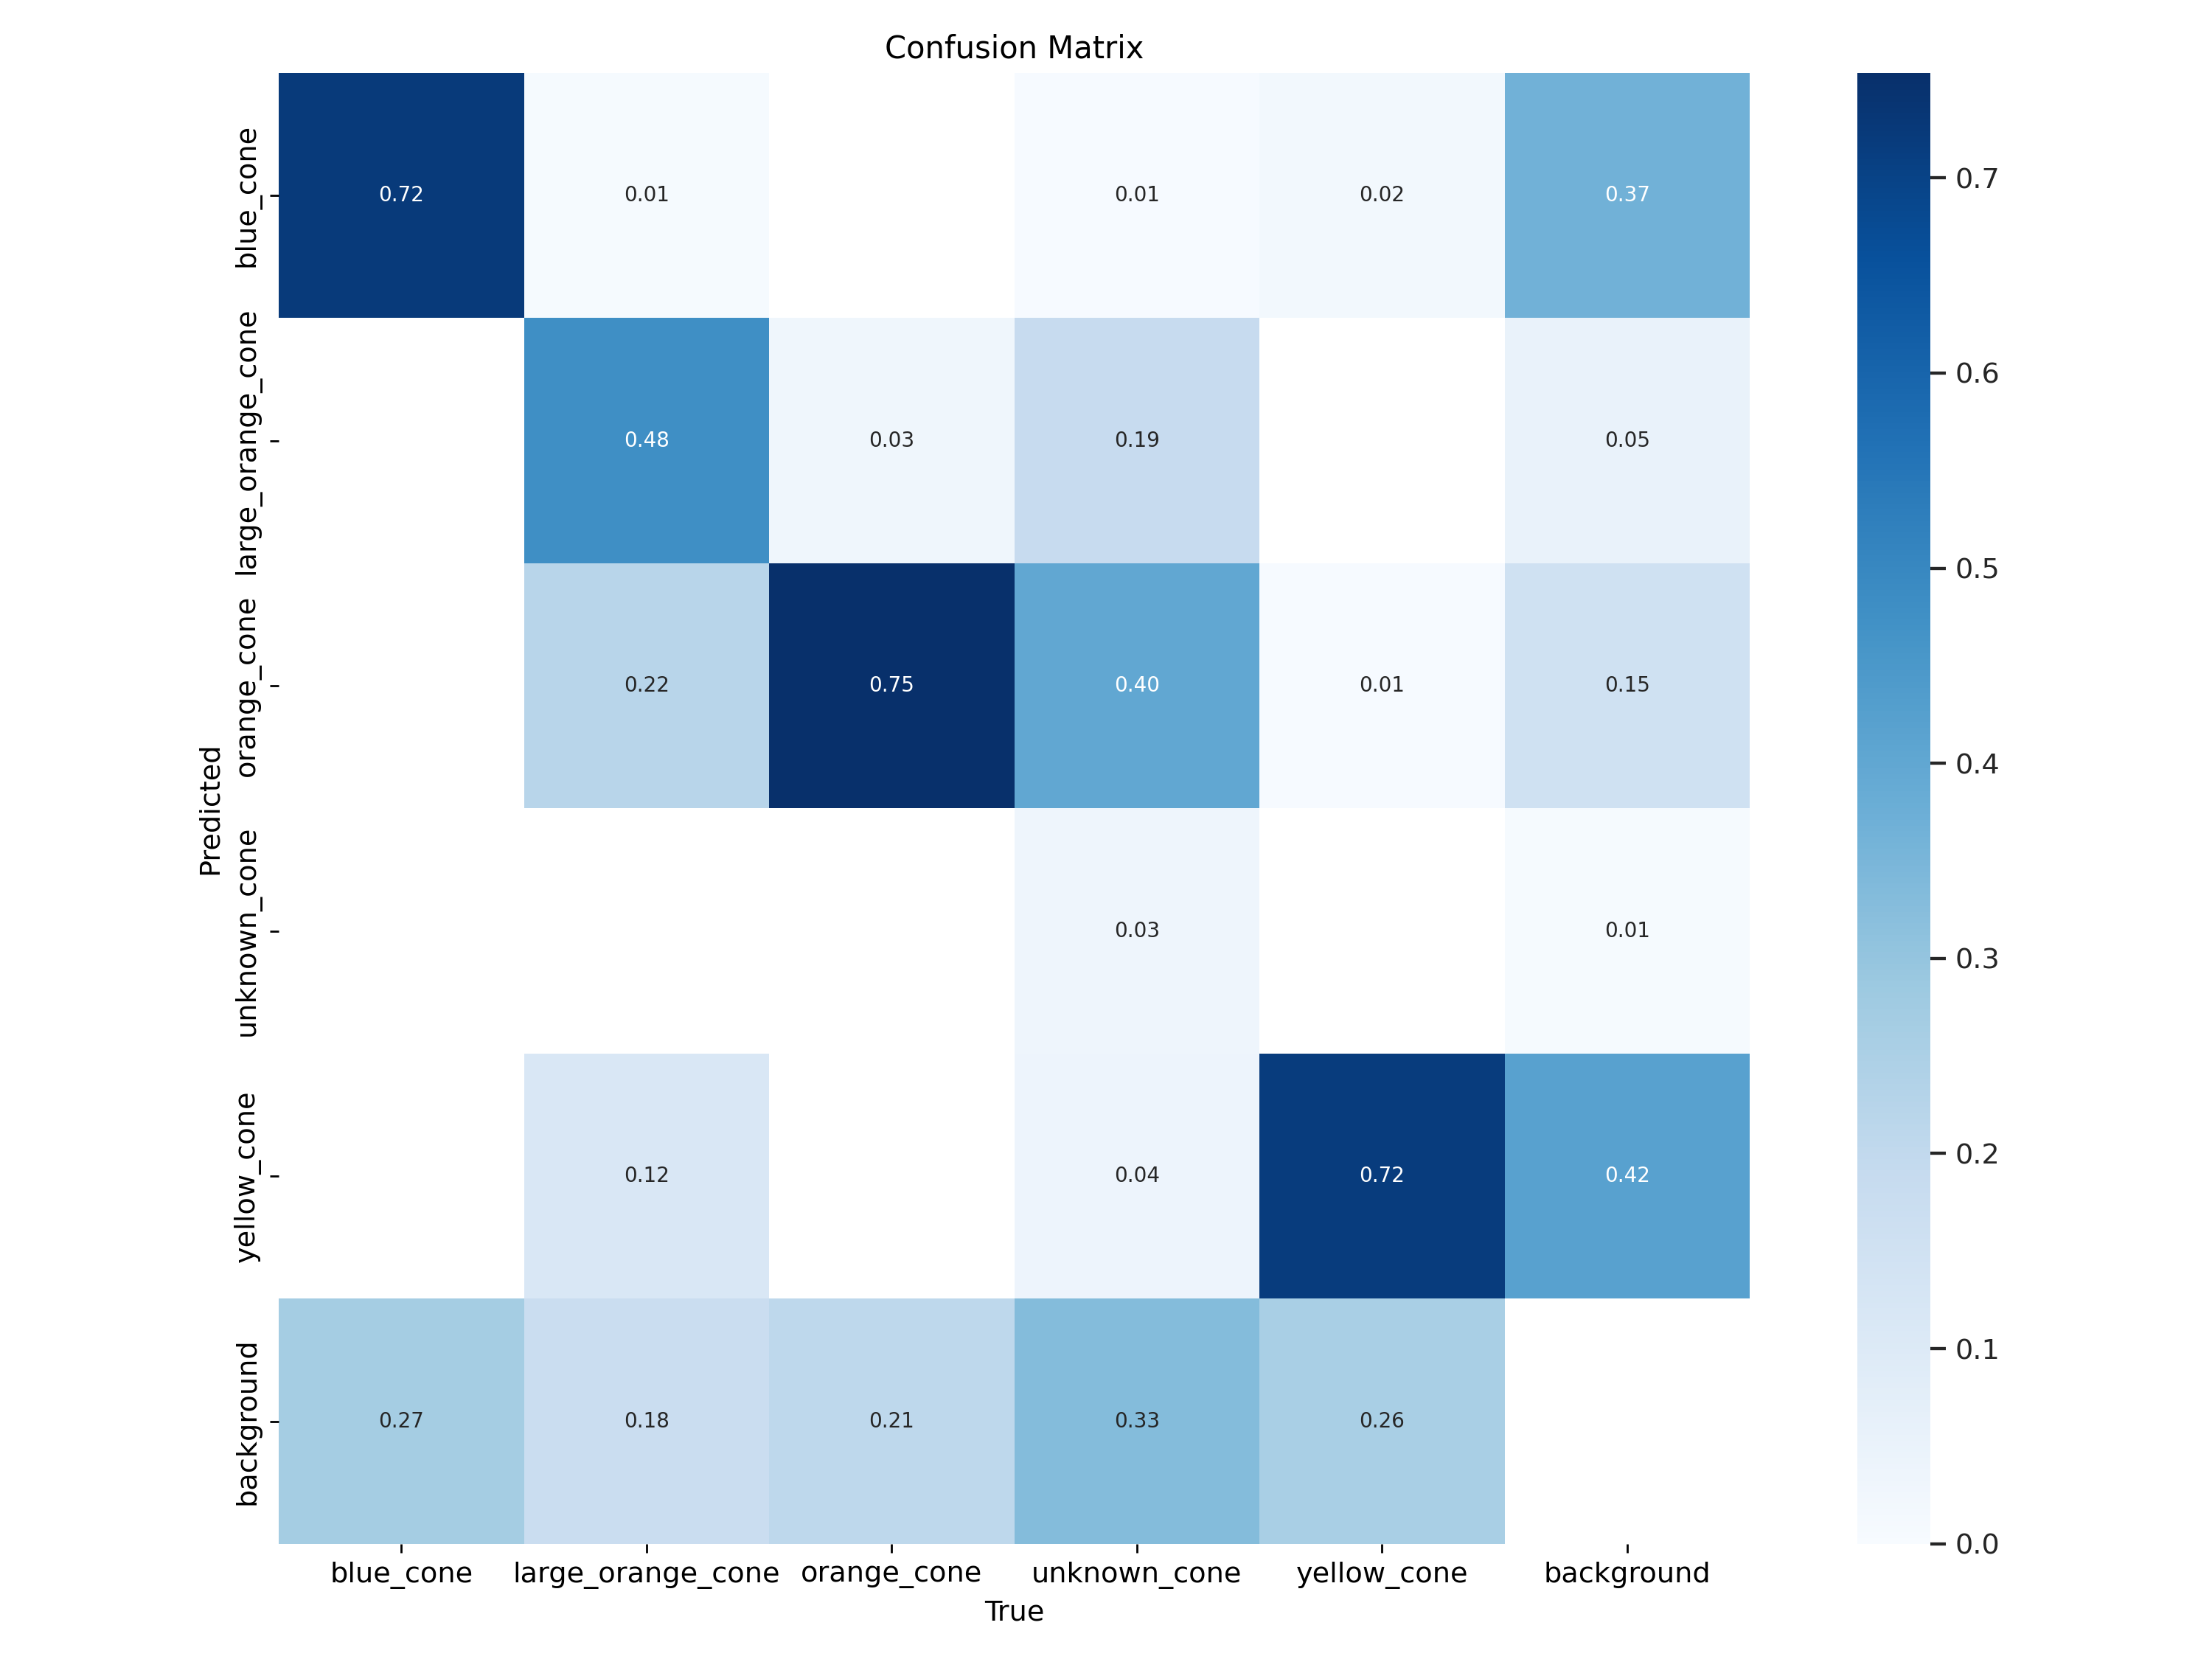 Confusion Matrix
blue_cone
0.72
0.01
0.01
0.02
0.37
large_orange_cone
0.48
0.03
0.19
0.05
orange_cone
0.22
0.75
0.40
0.01
0.15
unknown_cone
0.03
0.01
yellow_cone
0.12
0.04
0.72
0.42
background
0.27
0.18
0.21
0.33
0.26
Predicted
blue_cone
large_orange_cone
orange_cone
unknown_cone
yellow_cone
background
True
0.7
0.6
0.5
0.4
0.3
0.2
0.1
0.0